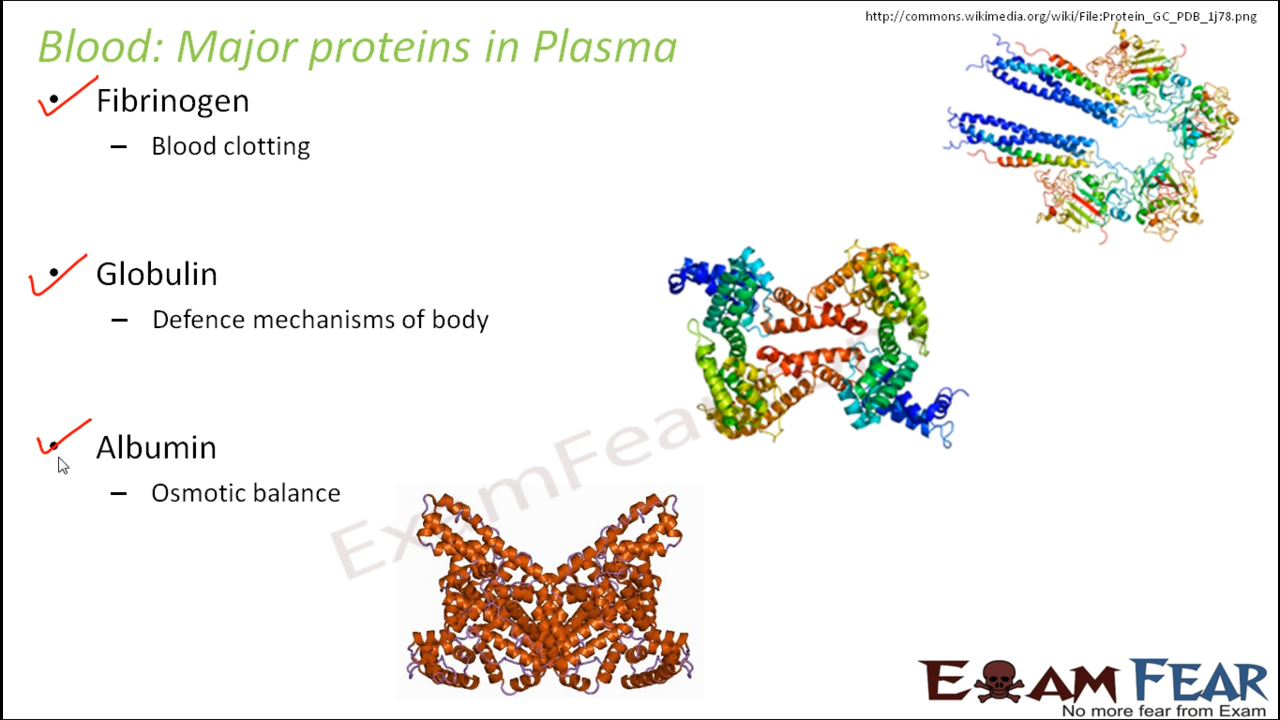 http://commons.wikimedia.org/wiki/File:Protein_GC_PDB_1j78.png
Blood: Major proteins in Plasma
• Fibrinogen
– Blood clotting
• Globulin
– Defence mechanisms of body
• Albumin
– Osmotic balance
ExamFear
EXAM FEAR
No more fear from Exam